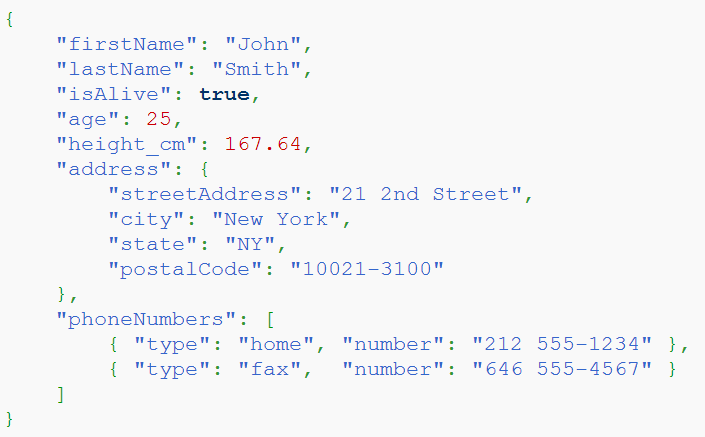 {
    "firstName": "John",
    "lastName": "Smith",
    "isAlive": true,
    "age": 25,
    "height_cm": 167.64,
    "address": {
        "streetAddress": "21 2nd Street",
        "city": "New York",
        "state": "NY",
        "postalCode": "10021-3100"
    },
    "phoneNumbers": [
        { "type": "home", "number": "212 555-1234" },
        { "type": "fax",  "number": "646 555-4567" }
    ]
}